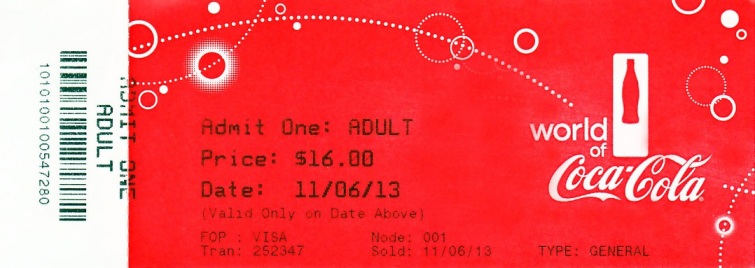 1010100100547280
ADULT
ADMIT ONE
Admit One: ADULT
Price: $16.00
Date: 11/06/13
(Valid Only on Date Above)
FOP : VISA Node: 001
Tran: 252347 Sold: 11/06/13 TYPE: GENERAL
world
of
Coca-Cola